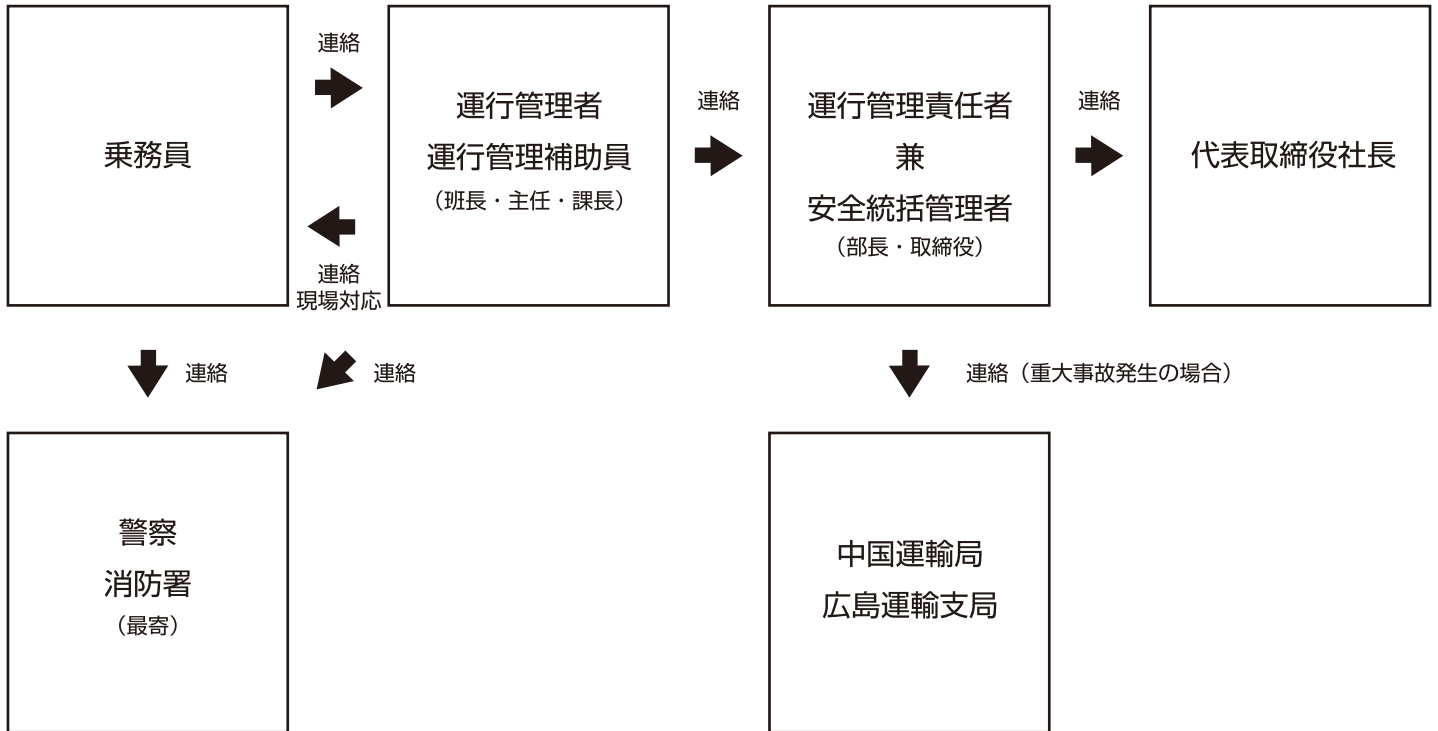 乗務員
連絡
連絡
現場対応
運行管理者
運行管理補助員
（班長・主任・課長）
連絡
運行管理責任者
兼
安全統括管理者
（部長・取締役）
連絡
代表取締役社長
連絡
連絡
連絡（重大事故発生の場合）
警察
消防署
（最寄）
中国運輸局
広島運輸支局